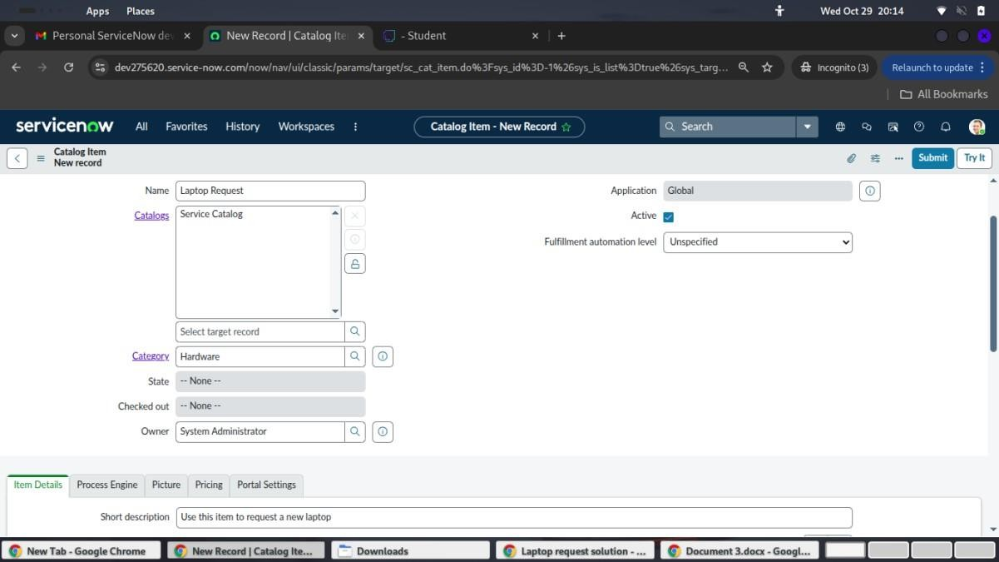 Apps Places Wed Oct 29 20:14
Personal ServiceNow dev New Record | Catalog Ite - Student
dev275620.service-now.com/now/nav/ui/classic/params/target/sc_cat_item.do%3Fsys_id%3D-1%26sys_is_list%3Dtrue%26sys_targ... Incognito (3) Relaunch to update
All Bookmarks
servicenow All Favorites History Workspaces Catalog Item - New Record Search
Catalog Item
New record
Submit Try It
Name Laptop Request Application Global
Catalogs Service Catalog Active
Fulfillment automation level Unspecified
Select target record
Category Hardware
State -- None --
Checked out -- None --
Owner System Administrator
Item Details Process Engine Picture Pricing Portal Settings
Short description Use this item to request a new laptop
New Tab - Google Chrome New Record | Catalog Ite... Downloads Laptop request solution - ... Document 3.docx - Googl...